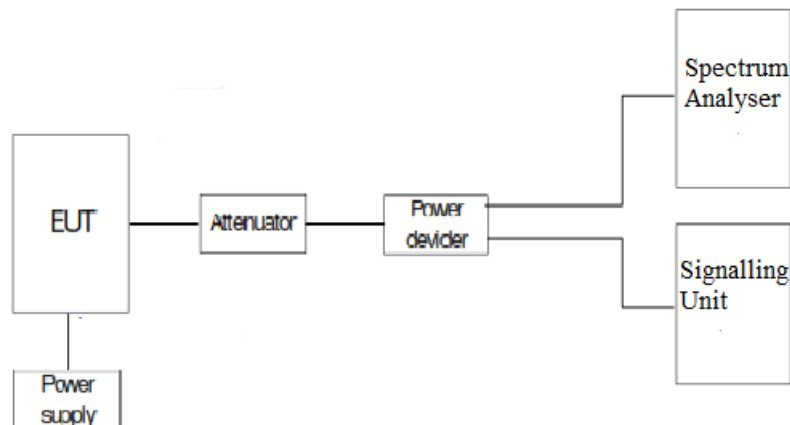 Spectrum
Analyser
EUT
Attenuator
Power
devider
Signalling
Unit
Power
supply